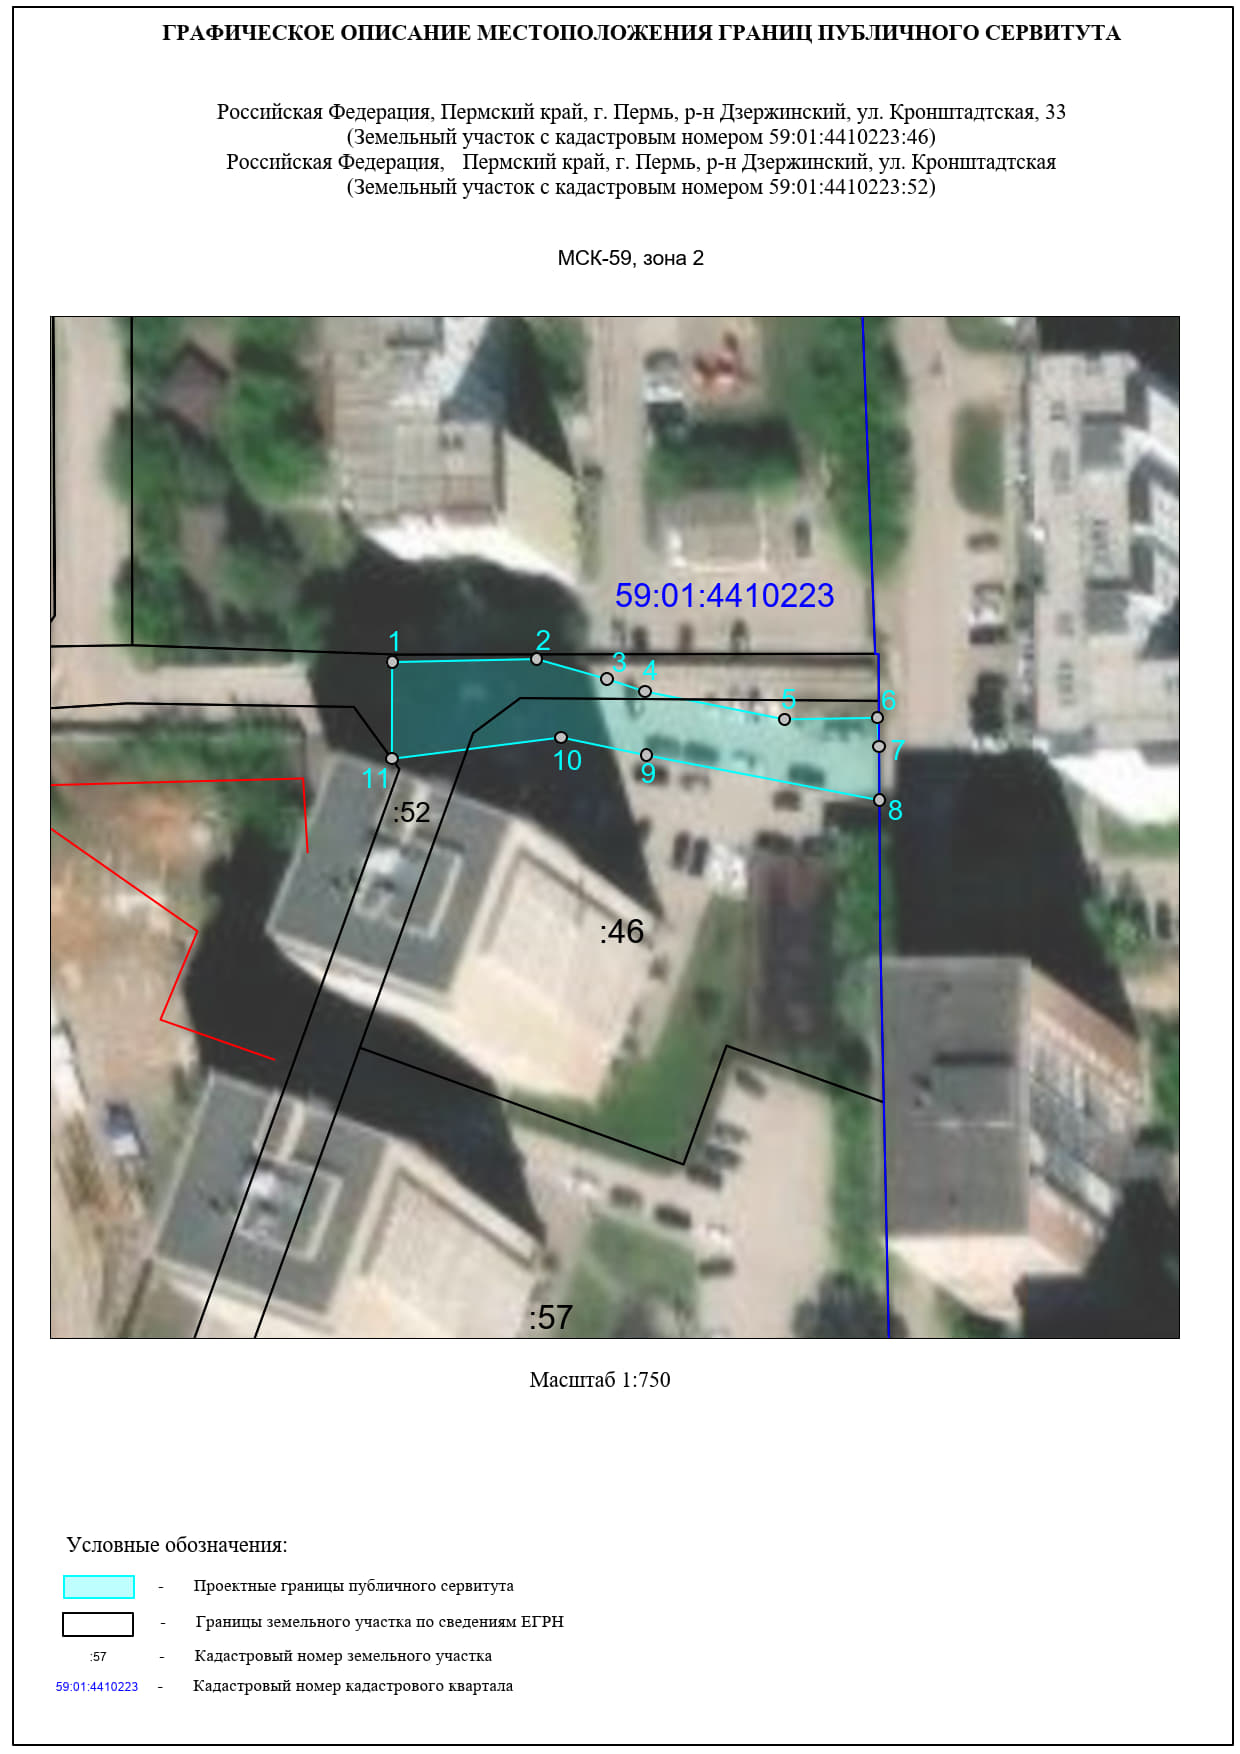 ГРАФИЧЕСКОЕ ОПИСАНИЕ МЕСТОПОЛОЖЕНИЯ ГРАНИЦ ПУБЛИЧНОГО СЕРВИТУТА
Российская Федерация, Пермский край, г. Пермь, р-н Дзержинский, ул. Кронштадтская, 33
(Земельный участок с кадастровым номером 59:01:4410223:46)
Российская Федерация, Пермский край, г. Пермь, р-н Дзержинский, ул. Кронштадтская
(Земельный участок с кадастровым номером 59:01:4410223:52)
МСК-59, зона 2
59:01:4410223
1
2
3
4
5
6
7
8
9
10
11
:52
:46
:57
Масштаб 1:750
Условные обозначения:
- Проектные границы публичного сервитута
- Границы земельного участка по сведениям ЕГРН
:57 - Кадастровый номер земельного участка
59:01:4410223 - Кадастровый номер кадастрового квартала